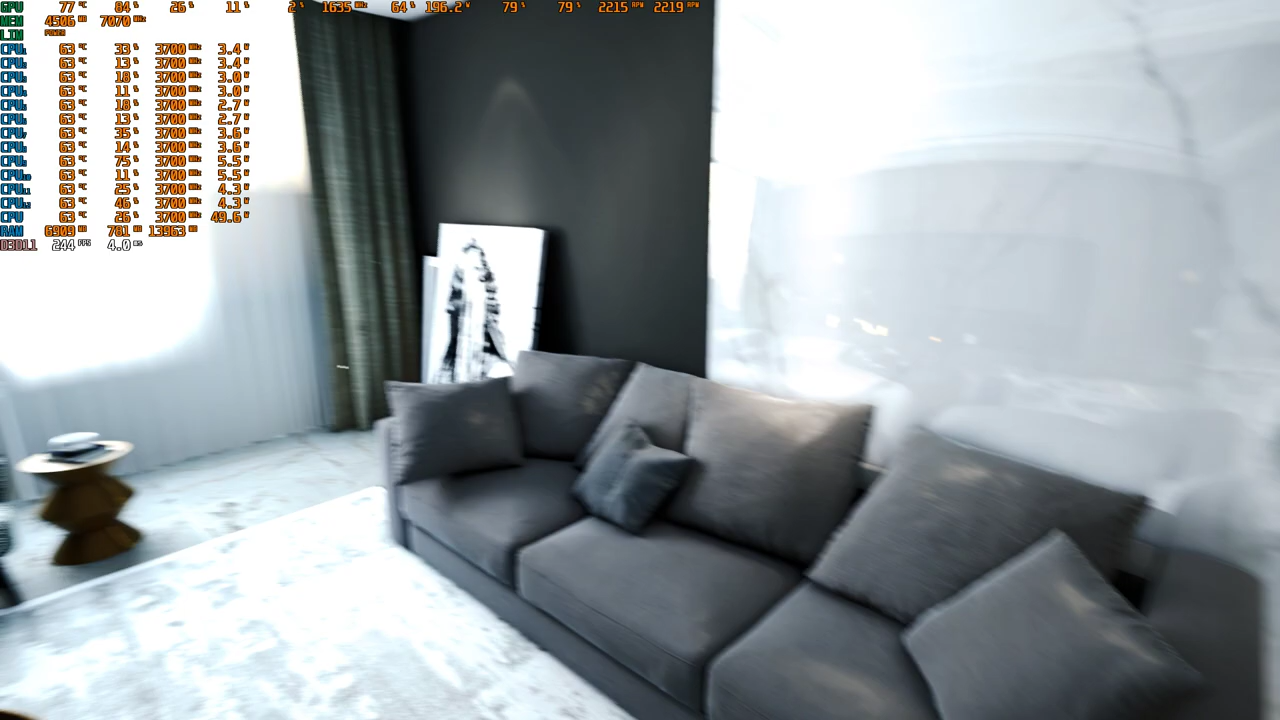 GPU 77 °C 84 % 26 % 11 % 2 % 1635 MHz 64 % 196.2 W 79 % 79 % 2215 RPM 2219 RPM
MEM 4506 MB 7070 MHz
LIM POWER
CPU1 63 °C 33 % 3700 MHz 3.4 W
CPU2 63 °C 13 % 3700 MHz 3.4 W
CPU3 63 °C 18 % 3700 MHz 3.0 W
CPU4 63 °C 11 % 3700 MHz 3.0 W
CPU5 63 °C 18 % 3700 MHz 2.7 W
CPU6 63 °C 13 % 3700 MHz 2.7 W
CPU7 63 °C 35 % 3700 MHz 3.6 W
CPU8 63 °C 14 % 3700 MHz 3.6 W
CPU9 63 °C 75 % 3700 MHz 5.5 W
CPU10 63 °C 11 % 3700 MHz 5.5 W
CPU11 63 °C 25 % 3700 MHz 4.3 W
CPU12 63 °C 46 % 3700 MHz 4.3 W
CPU 63 °C 26 % 3700 MHz 49.6 W
RAM 6909 MB 781 MB 13963 MB
D3D11 244 FPS 4.0 ms